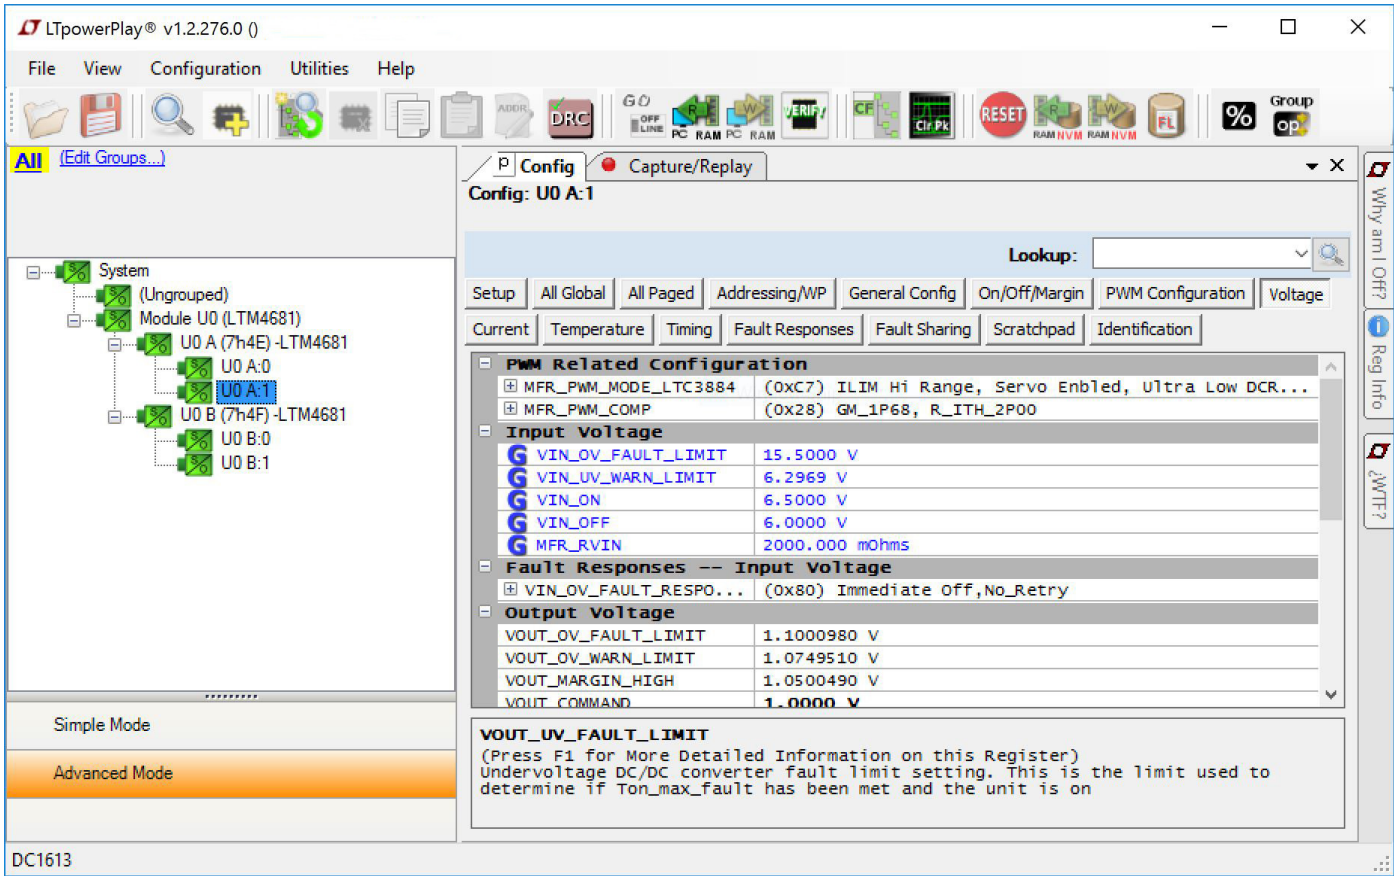 LTpowerPlay® v1.2.276.0 ()
File View Configuration Utilities Help
ADDR DRC GO OFF LINE R PC RAM W PC RAM VERIFY CF Clr Pk RESET R RAM NVM W RAM NVM FL % Group op
All (Edit Groups...)
System
(Ungrouped)
Module U0 (LTM4681)
U0 A (7'h4E) -LTM4681
U0 A:0
U0 A:1
U0 B (7'h4F) -LTM4681
U0 B:0
U0 B:1
Simple Mode
Advanced Mode
p Config Capture/Replay
Config: U0 A:1
Lookup:
Setup All Global All Paged Addressing/WP General Config On/Off/Margin PWM Configuration Voltage
Current Temperature Timing Fault Responses Fault Sharing Scratchpad Identification
PWM Related Configuration
MFR_PWM_MODE_LTC3884 (0xC7) ILIM Hi Range, Servo Enbled, Ultra Low DCR...
MFR_PWM_COMP (0x28) GM_1P68, R_ITH_2P00
Input Voltage
G VIN_OV_FAULT_LIMIT 15.5000 V
G VIN_UV_WARN_LIMIT 6.2969 V
G VIN_ON 6.5000 V
G VIN_OFF 6.0000 V
G MFR_RVIN 2000.000 mOhms
Fault Responses -- Input Voltage
VIN_OV_FAULT_RESPO... (0x80) Immediate Off,No_Retry
Output Voltage
VOUT_OV_FAULT_LIMIT 1.1000980 V
VOUT_OV_WARN_LIMIT 1.0749510 V
VOUT_MARGIN_HIGH 1.0500490 V
VOUT_COMMAND 1.0000 V
VOUT_UV_FAULT_LIMIT
(Press F1 for More Detailed Information on this Register)
Undervoltage DC/DC converter fault limit setting. This is the limit used to
determine if Ton_max_fault has been met and the unit is on
Why am I Off?
Reg Info
¿WTF?
DC1613